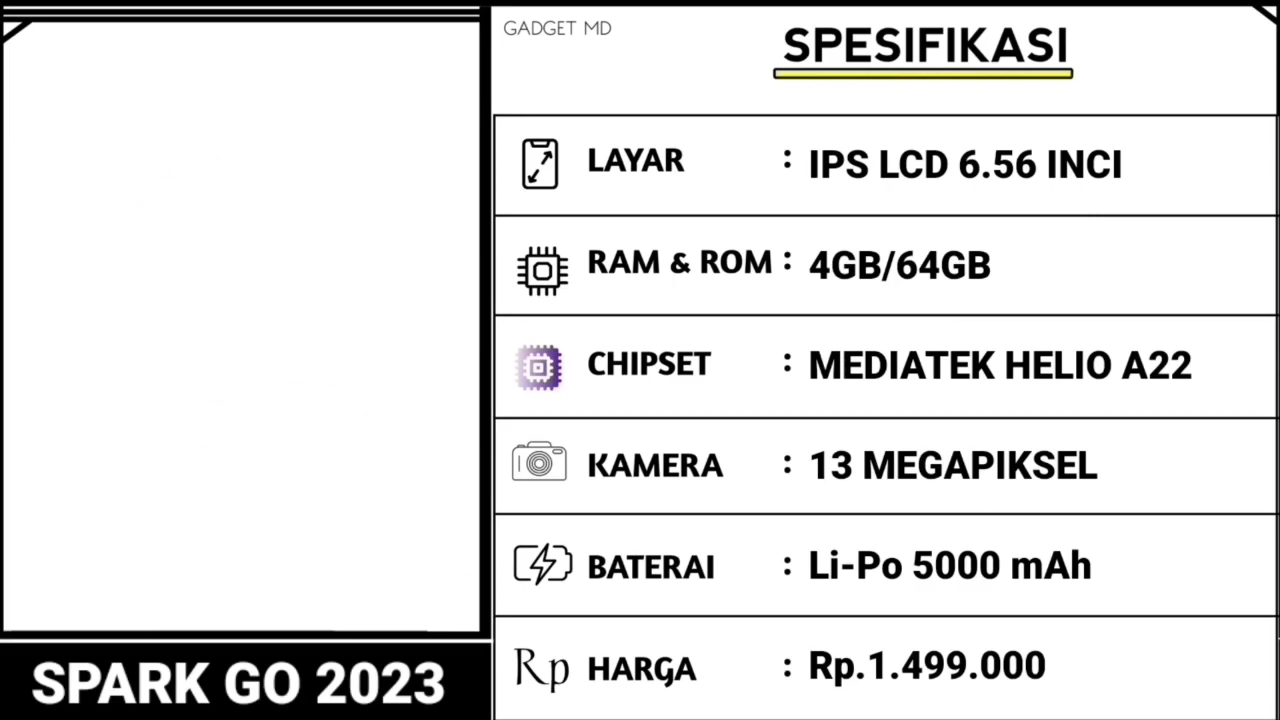 GADGET MD
SPESIFIKASI
LAYAR : IPS LCD 6.56 INCI
RAM & ROM : 4GB/64GB
CHIPSET : MEDIATEK HELIO A22
KAMERA : 13 MEGAPIKSEL
BATERAI : Li-Po 5000 mAh
Rp HARGA : Rp.1.499.000
SPARK GO 2023